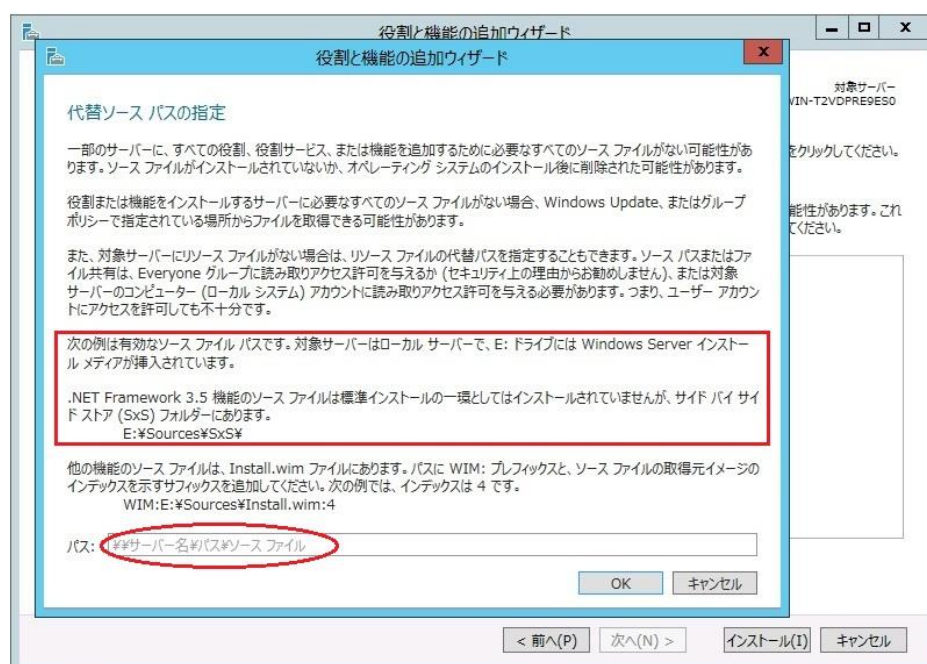 役割と機能の追加ウィザード
役割と機能の追加ウィザード
対象サーバー
WIN-T2VDPRE9ES0
代替ソース パスの指定
一部のサーバーに、すべての役割、役割サービス、または機能を追加するために必要なすべてのソース ファイルがない可能性があ
ります。ソース ファイルがインストールされていないか、オペレーティング システムのインストール後に削除された可能性があります。
をクリックしてください。
役割または機能をインストールするサーバーに必要なすべてのソース ファイルがない場合、Windows Update、またはグループ
ポリシーで指定されている場所からファイルを取得できる可能性があります。
能性があります。これ
てください。
また、対象サーバーにソース ファイルがない場合は、ソース ファイルの代替パスを指定することもできます。ソース パスまたはファ
イル共有は、Everyone グループに読み取りアクセス許可を与えるか (セキュリティ上の理由からお勧めしません)、または対象
サーバーのコンピューター (ローカル システム) アカウントに読み取りアクセス許可を与える必要があります。つまり、ユーザー アカウン
トにアクセスを許可しても不十分です。
次の例は有効なソース ファイル パスです。対象サーバーはローカル サーバーで、E: ドライブには Windows Server インストー
ル メディアが挿入されています。
.NET Framework 3.5 機能のソース ファイルは標準インストールの一環としてはインストールされていませんが、サイド バイ サイ
ド ストア (SxS) フォルダーにあります。
E:¥Sources¥SxS¥
他の機能のソース ファイルは、Install.wim ファイルにあります。パスに WIM: プレフィックスと、ソース ファイルの取得元イメージの
インデックスを示すサフィックスを追加してください。次の例では、インデックスは 4 です。
WIM:E:¥Sources¥Install.wim:4
パス: ¥¥サーバー名¥パス¥ソース ファイル
OK キャンセル
< 前へ(P) 次へ(N) > インストール(I) キャンセル